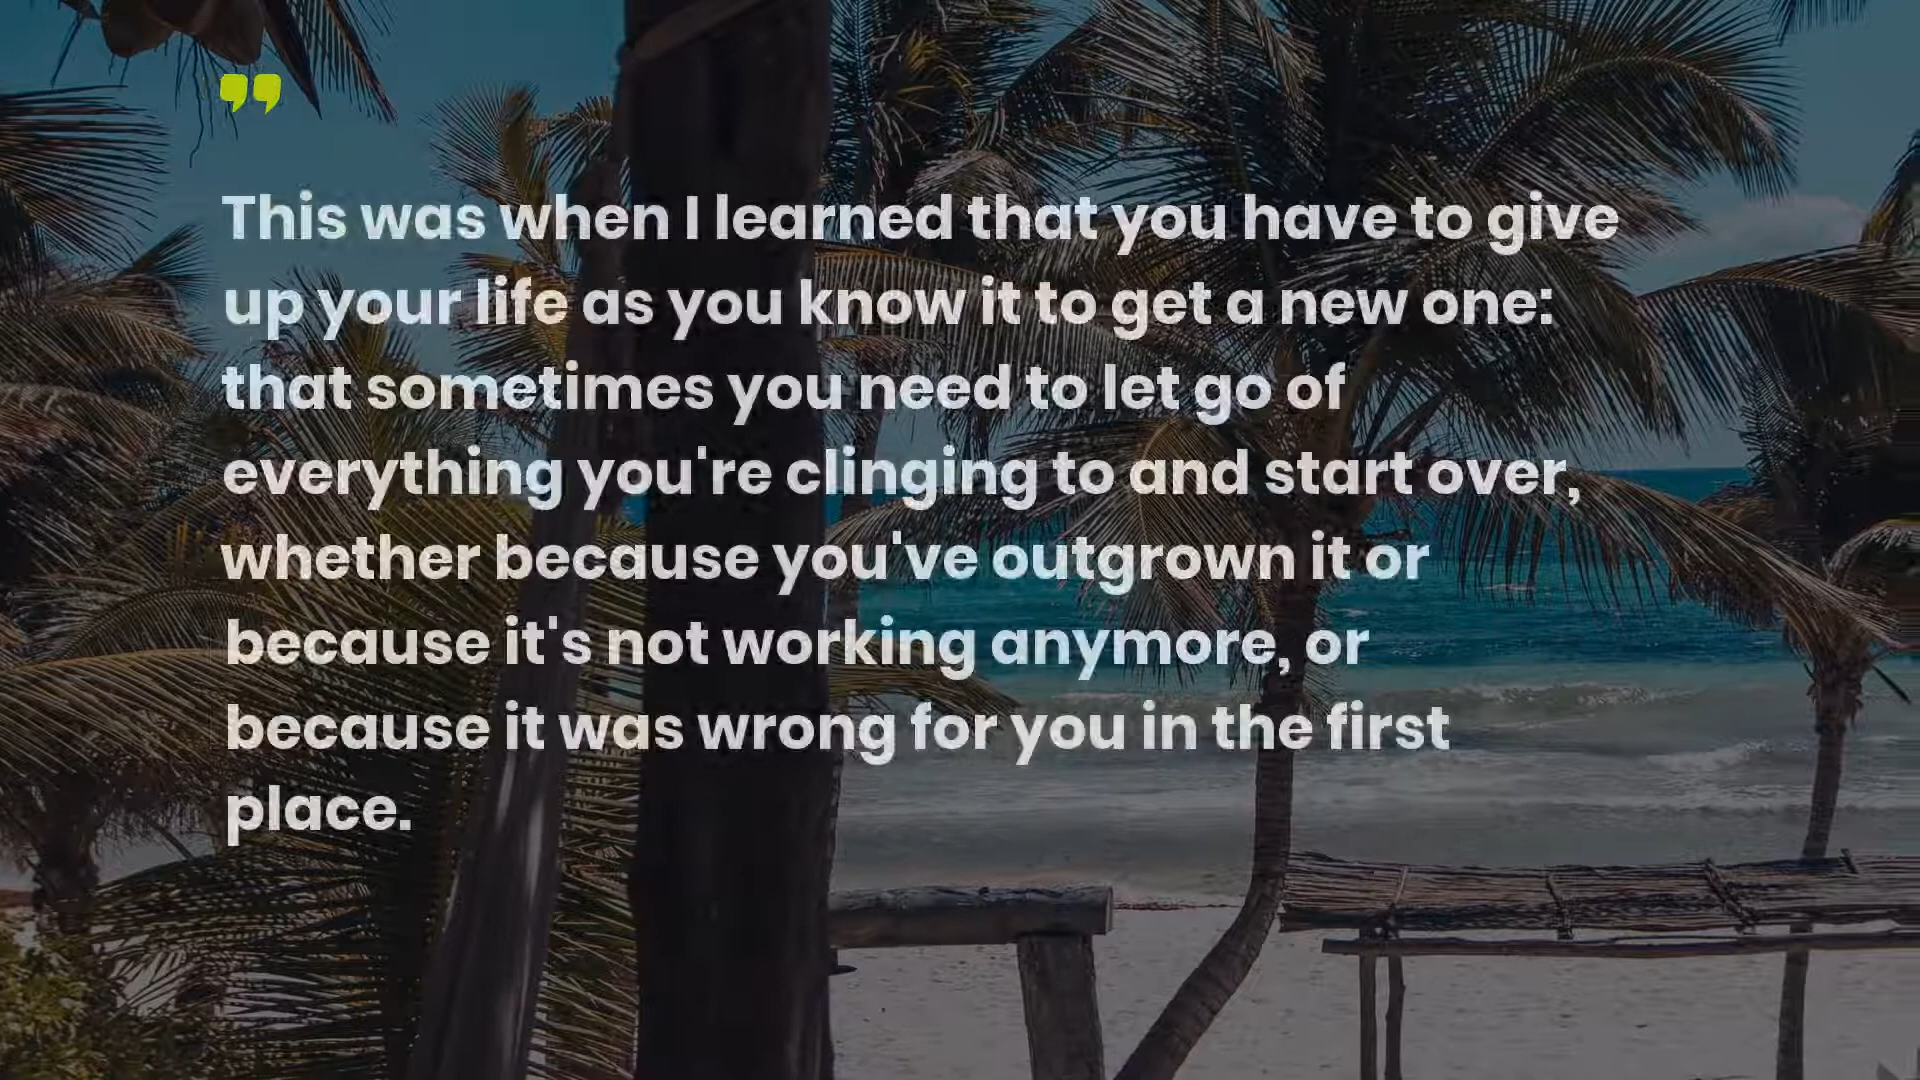 ”
This was when I learned that you have to give
up your life as you know it to get a new one:
that sometimes you need to let go of
everything you're clinging to and start over,
whether because you've outgrown it or
because it's not working anymore, or
because it was wrong for you in the first
place.